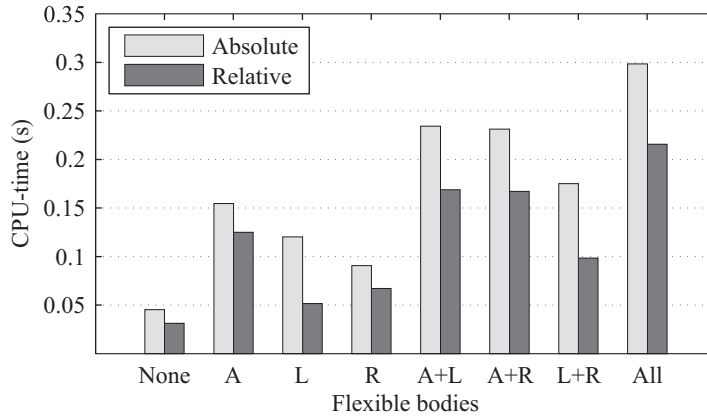 0.35
0.3
0.25
0.2
0.15
0.1
0.05
CPU-time (s)
Absolute
Relative
None A L R A+L A+R L+R All
Flexible bodies